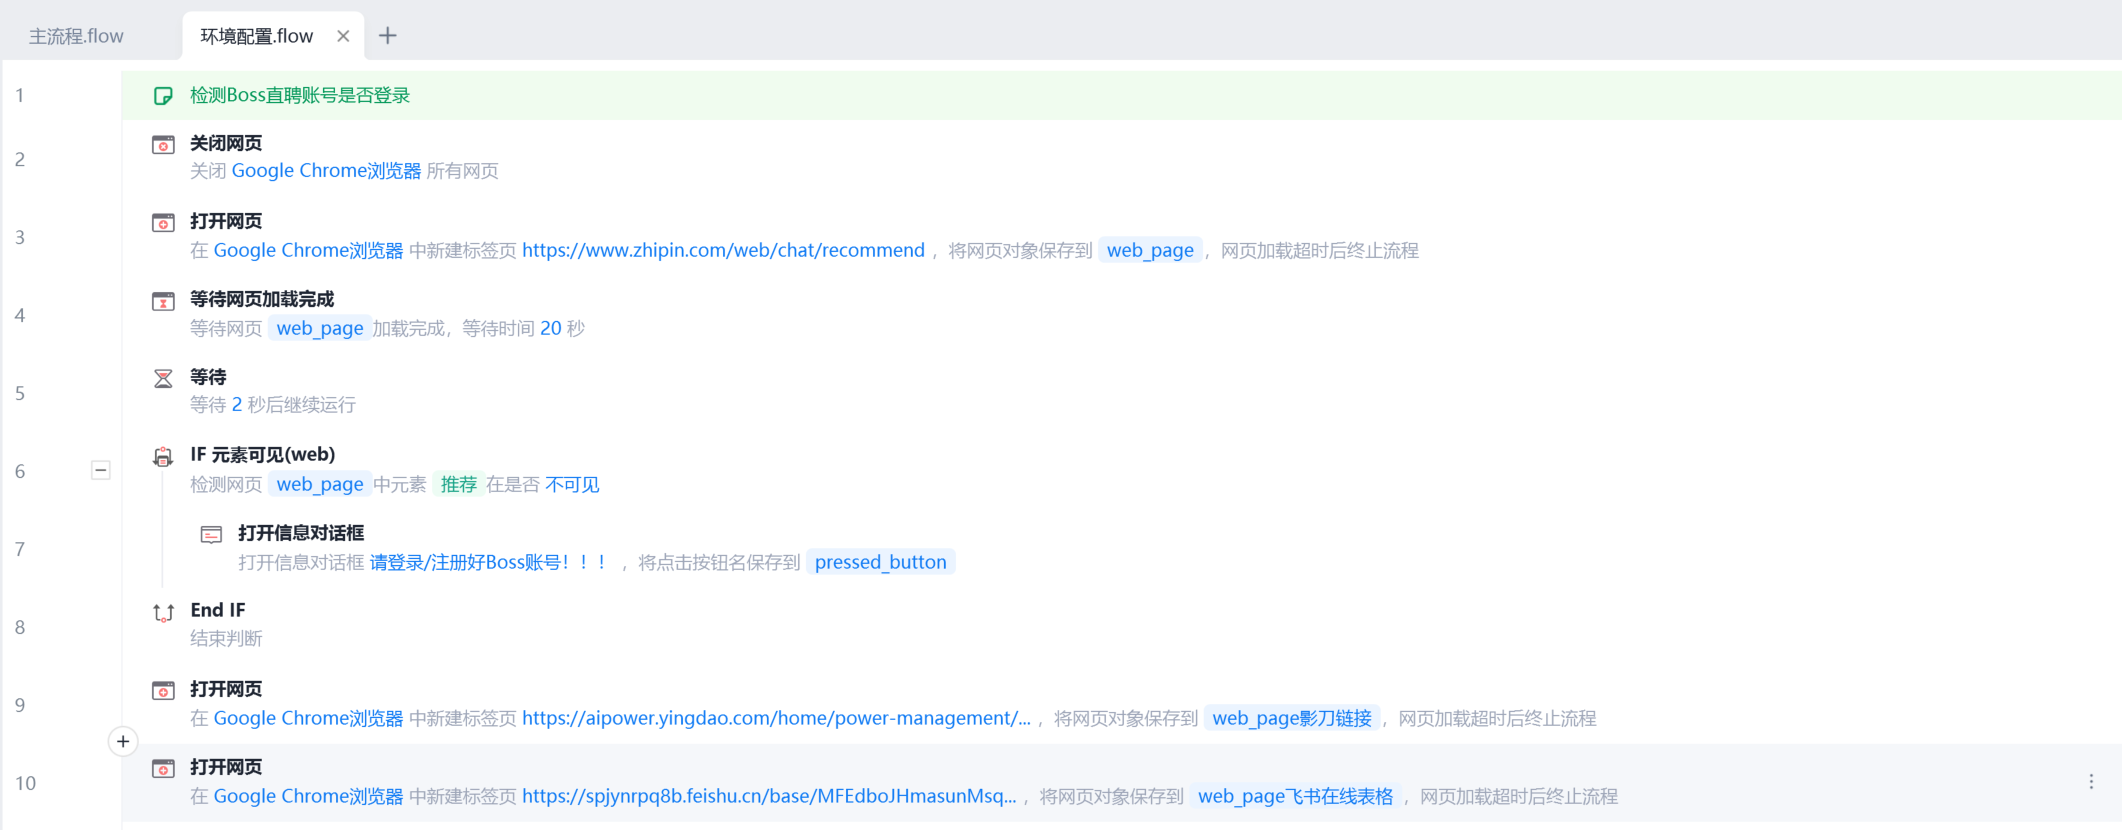 主流程.flow
环境配置.flow
1
检测Boss直聘账号是否登录
2
关闭网页
关闭 Google Chrome浏览器 所有网页
3
打开网页
在 Google Chrome浏览器 中新建标签页 https://www.zhipin.com/web/chat/recommend ，将网页对象保存到 web_page ，网页加载超时后终止流程
4
等待网页加载完成
等待网页 web_page 加载完成，等待时间 20 秒
5
等待
等待 2 秒后继续运行
6
IF 元素可见(web)
检测网页 web_page 中元素 推荐 在是否 不可见
7
打开信息对话框
打开信息对话框 请登录/注册好Boss账号！！！ ，将点击按钮名保存到 pressed_button
8
End IF
结束判断
9
打开网页
在 Google Chrome浏览器 中新建标签页 https://aipower.yingdao.com/home/power-management/... ，将网页对象保存到 web_page影刀链接 ，网页加载超时后终止流程
10
打开网页
在 Google Chrome浏览器 中新建标签页 https://spjynrpq8b.feishu.cn/base/MFEdboJHmasunMsq... ，将网页对象保存到 web_page飞书在线表格 ，网页加载超时后终止流程